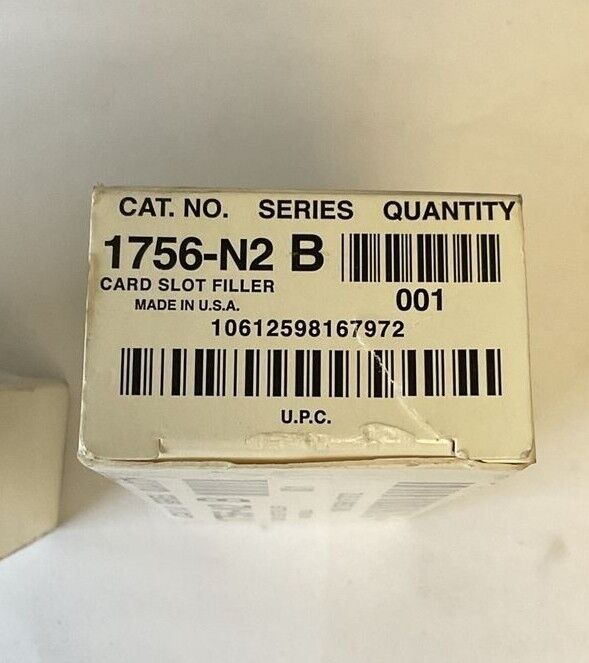 CAT. NO. SERIES QUANTITY
1756-N2 B
CARD SLOT FILLER
MADE IN U.S.A.
001
10612598167972
U.P.C.